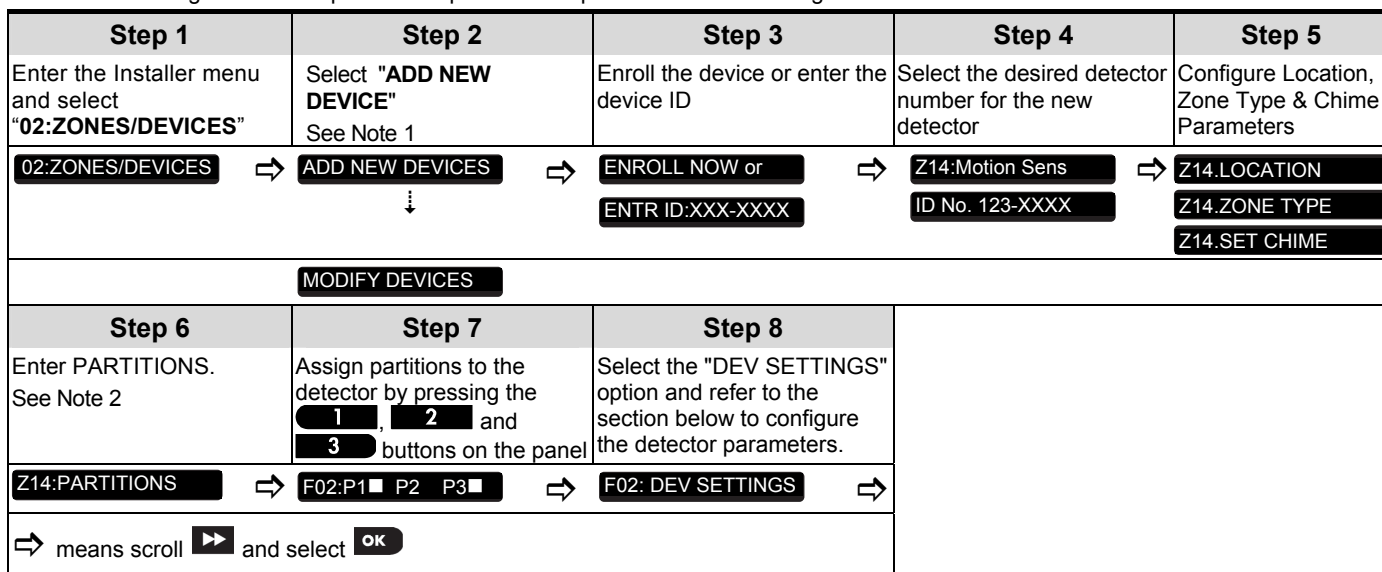 Step 1
Step 2
Step 3
Step 4
Step 5
Enter the Installer menu
and select
“02:ZONES/DEVICES”
Select "ADD NEW
DEVICE"
See Note 1
Enroll the device or enter the
device ID
Select the desired detector
number for the new
detector
Configure Location,
Zone Type & Chime
Parameters
02:ZONES/DEVICES
ADD NEW DEVICES
ENROLL NOW or
ENTR ID:XXX-XXXX
Z14:Motion Sens
ID No. 123-XXXX
Z14.LOCATION
Z14.ZONE TYPE
Z14.SET CHIME
MODIFY DEVICES
Step 6
Step 7
Step 8
Enter PARTITIONS.
See Note 2
Assign partitions to the
detector by pressing the
1, 2 and
3 buttons on the panel
Select the "DEV SETTINGS"
option and refer to the
section below to configure
the detector parameters.
Z14:PARTITIONS
F02:P1■ P2 P3■
F02: DEV SETTINGS
⇨ means scroll ▶▶ and select OK